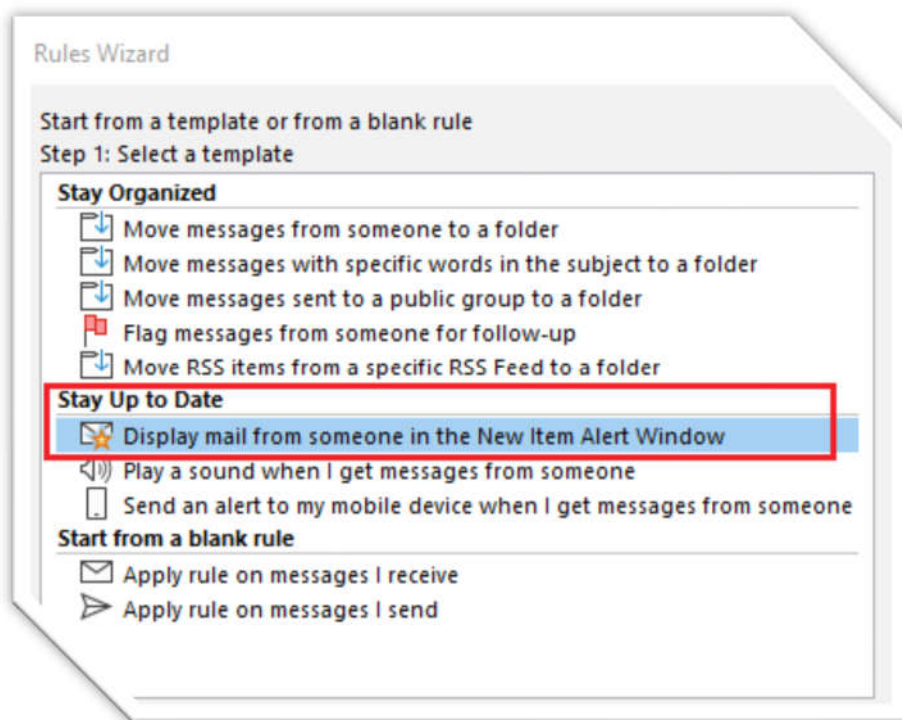 Rules Wizard
Start from a template or from a blank rule
Step 1: Select a template
Stay Organized
Move messages from someone to a folder
Move messages with specific words in the subject to a folder
Move messages sent to a public group to a folder
Flag messages from someone for follow-up
Move RSS items from a specific RSS Feed to a folder
Stay Up to Date
Display mail from someone in the New Item Alert Window
Play a sound when I get messages from someone
Send an alert to my mobile device when I get messages from someone
Start from a blank rule
Apply rule on messages I receive
Apply rule on messages I send